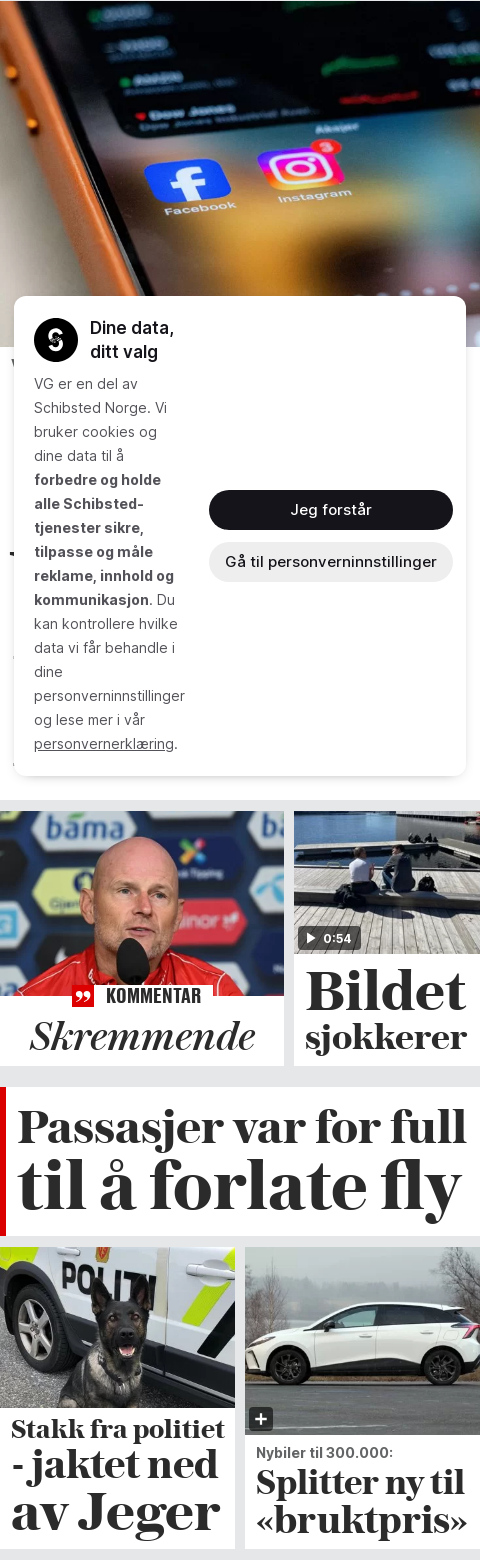 Dow Jones
Aksjer
3
Facebook
Instagram
Dine data,
ditt valg
VG er en del av
Schibsted Norge. Vi
bruker cookies og
dine data til å
forbedre og holde
alle Schibsted-
tjenester sikre,
tilpasse og måle
reklame, innhold og
kommunikasjon. Du
kan kontrollere hvilke
data vi får behandle i
dine
personverninnstillinger
og lese mer i vår
personvernerklæring.
Jeg forstår
Gå til personverninnstillinger
bama
Tipping
0:54
KOMMENTAR
Skremmende
Bildet
sjokkerer
Passasjer var for full
til å forlate fly
POLITI
Stakk fra politiet
- jaktet ned
av Jeger
Nybiler til 300.000:
Splitter ny til
«bruktpris»